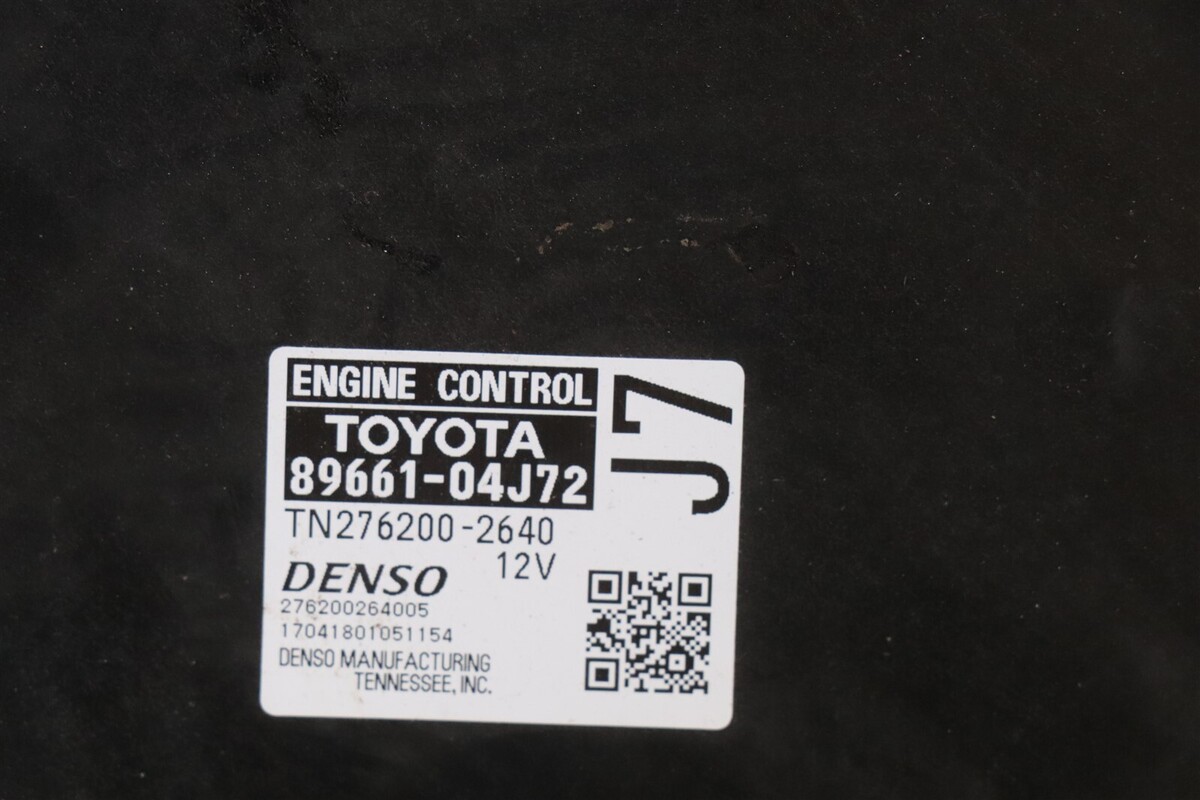 ENGINE CONTROL
TOYOTA
89661-04J72
J7
TN276200-2640
12V
DENSO
276200264005
17041801051154
DENSO MANUFACTURING
TENNESSEE, INC.